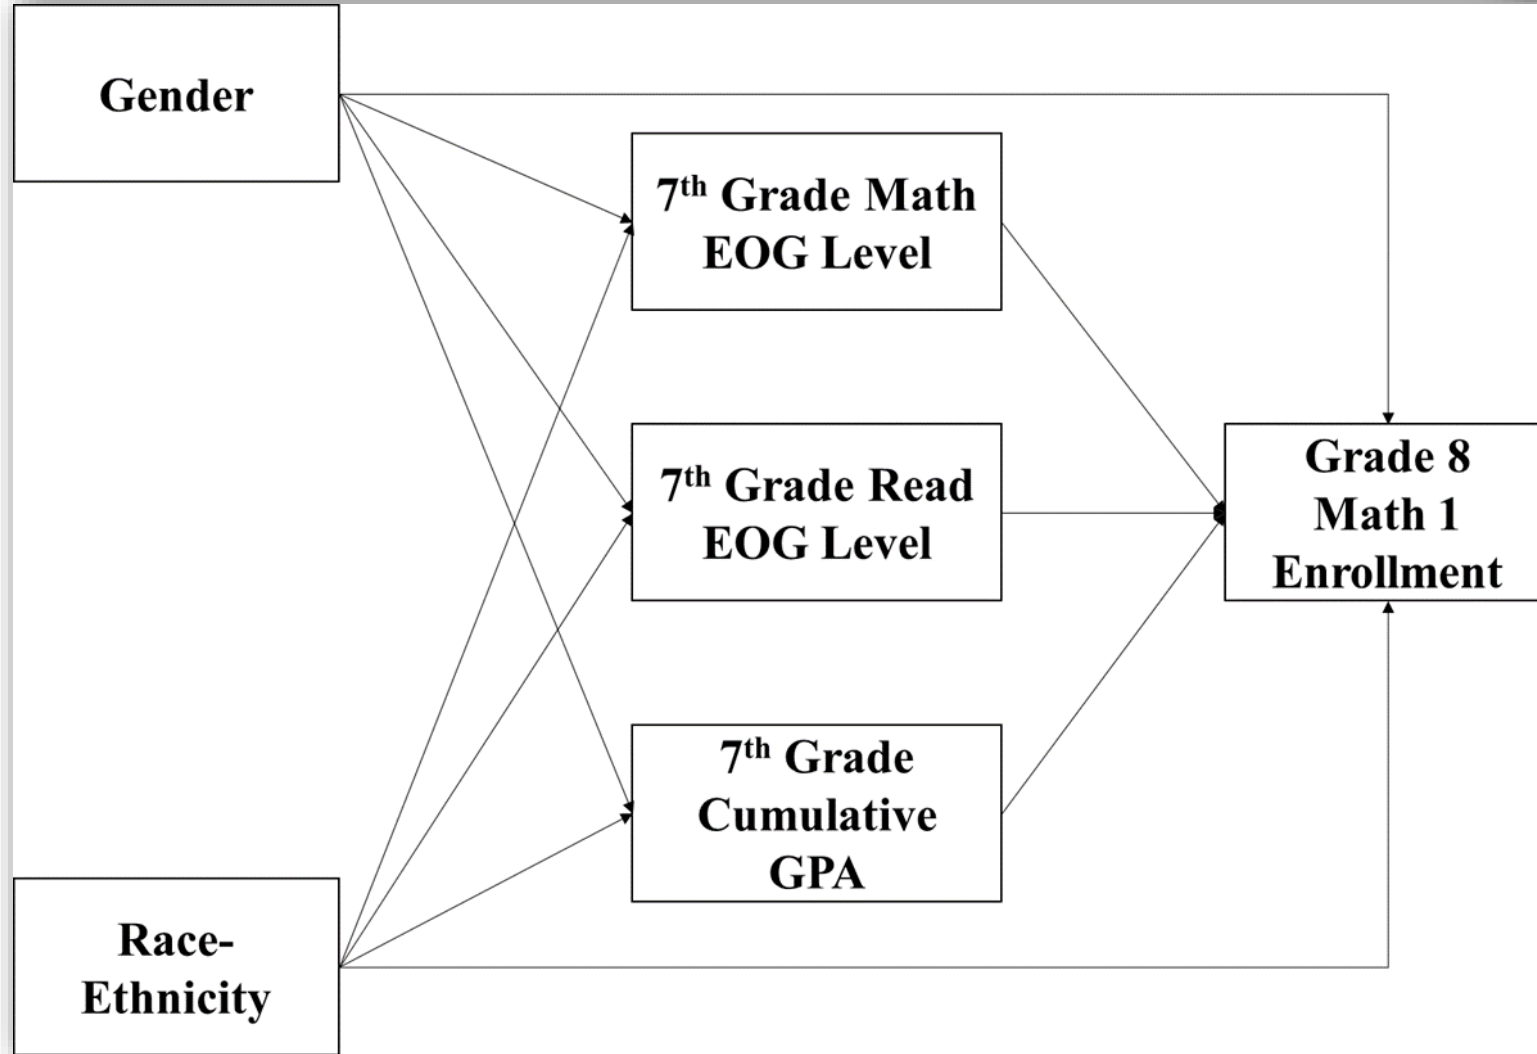 Gender
7th Grade Math
EOG Level
7th Grade Read
EOG Level
Grade 8
Math 1
Enrollment
7th Grade
Cumulative
GPA
Race-
Ethnicity